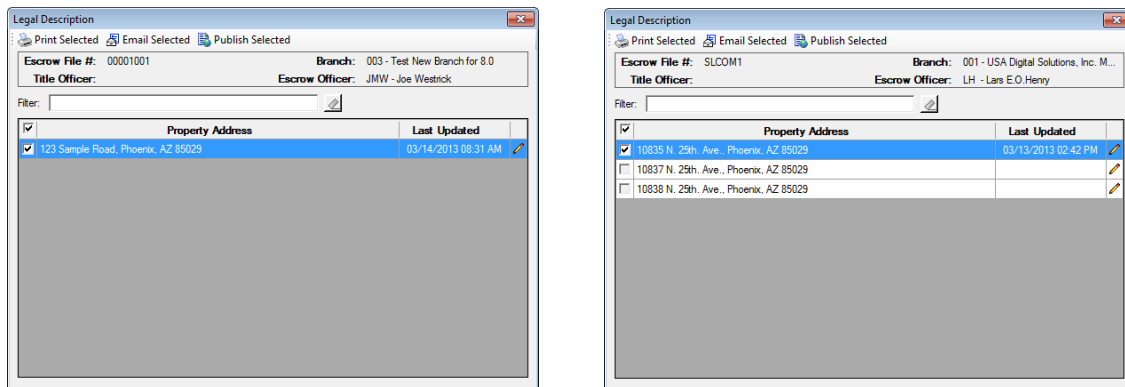 Legal Description
Print Selected Email Selected Publish Selected
Escrow File #: 00001001 Branch: 003 - Test New Branch for 8.0
Title Officer: Escrow Officer: JMW - Joe Westrick
Filter:
Property Address Last Updated
123 Sample Road, Phoenix, AZ 85029 03/14/2013 08:31 AM
Legal Description
Print Selected Email Selected Publish Selected
Escrow File #: SLCOM1 Branch: 001 - USA Digital Solutions, Inc. M...
Title Officer: Escrow Officer: LH - Lars E.O.Henry
Filter:
Property Address Last Updated
10835 N. 25th. Ave., Phoenix, AZ 85029 03/13/2013 02:42 PM
10837 N. 25th. Ave., Phoenix, AZ 85029
10838 N. 25th. Ave., Phoenix, AZ 85029